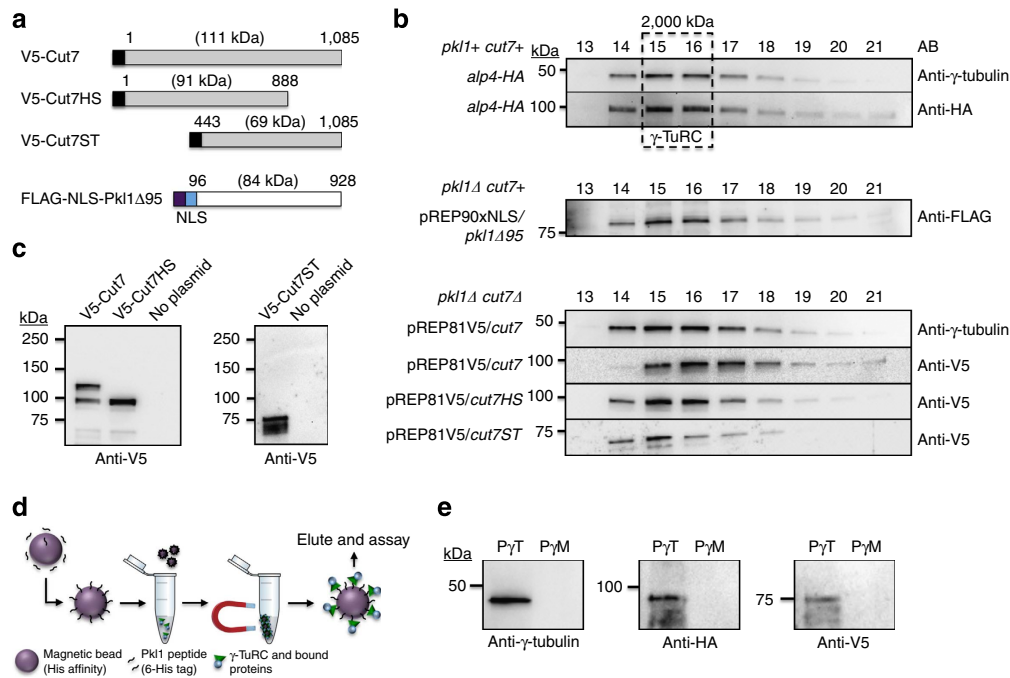 a
1 (111 kDa) 1,085
V5-Cut7
1 (91 kDa) 888
V5-Cut7HS
443 (69 kDa) 1,085
V5-Cut7ST
96 (84 kDa) 928
FLAG-NLS-Pkl1Δ95
NLS
b
2,000 kDa
pkl1+ cut7+ kDa 13 14 15 16 17 18 19 20 21 AB
alp4-HA 50 Anti-γ-tubulin
alp4-HA 100 Anti-HA
γ-TuRC
pkl1Δ cut7+ 13 14 15 16 17 18 19 20 21
pREP90xNLS/
pkl1Δ95 75 Anti-FLAG
pkl1Δ cut7Δ 13 14 15 16 17 18 19 20 21
pREP81V5/cut7 50 Anti-γ-tubulin
pREP81V5/cut7 100 Anti-V5
pREP81V5/cut7HS 100 Anti-V5
pREP81V5/cut7ST 75 Anti-V5
c
V5-Cut7 V5-Cut7HS No plasmid
kDa
250
150
100
75
Anti-V5
V5-Cut7ST No plasmid
250
150
100
75
Anti-V5
d
Elute and assay
Magnetic bead
(His affinity)
Pkl1 peptide
(6-His tag)
γ-TuRC and bound
proteins
e
kDa
PγT PγM
50
Anti-γ-tubulin
PγT PγM
100
Anti-HA
PγT PγM
75
Anti-V5